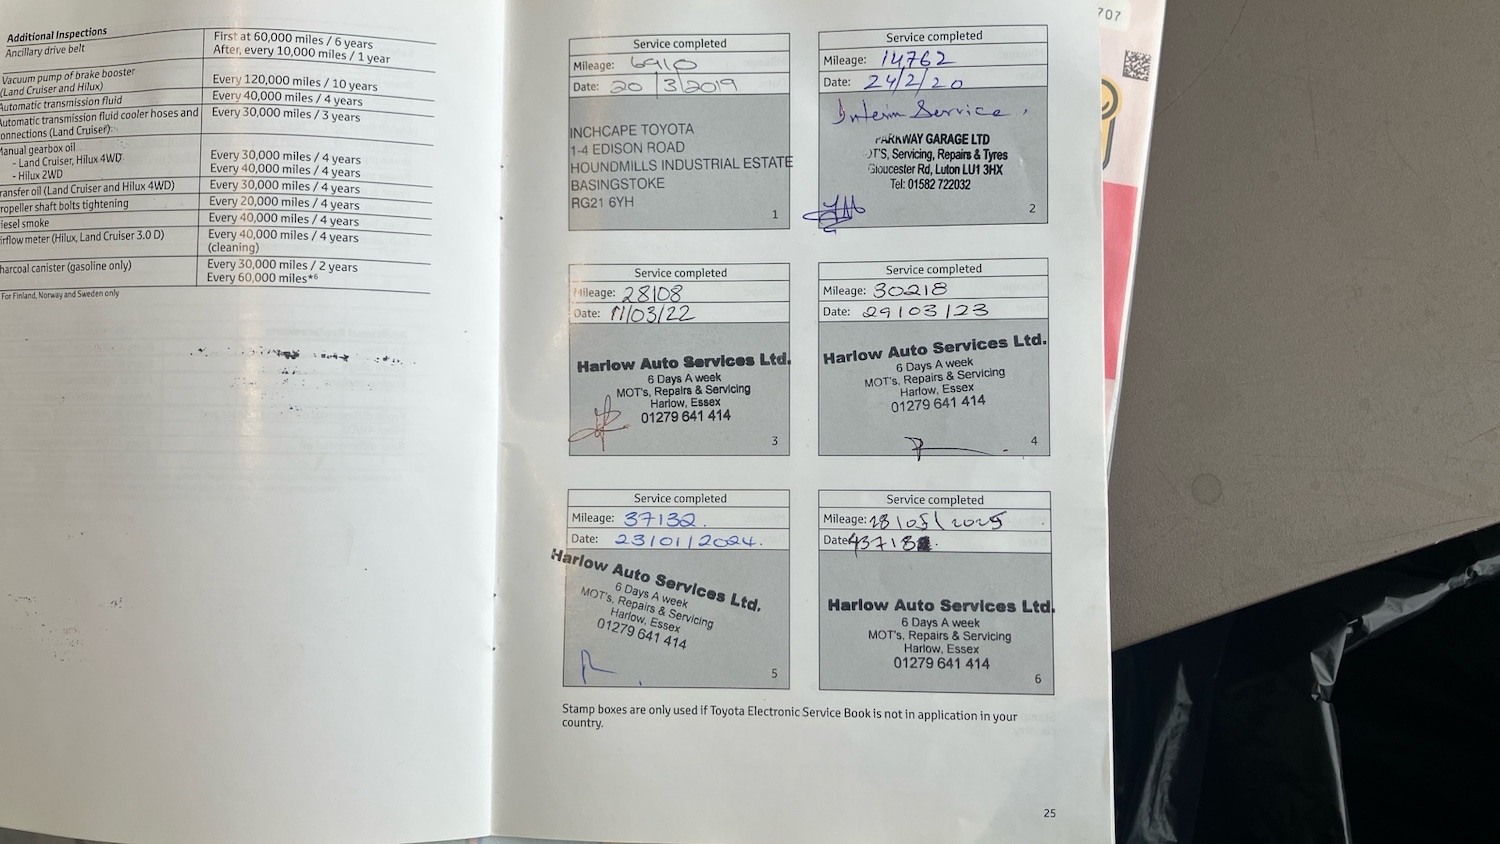 Additional Inspections
Ancillary drive belt
First at 60,000 miles / 6 years
After, every 10,000 miles / 1 year
Vacuum pump of brake booster
(Land Cruiser and Hilux)
Every 120,000 miles / 10 years
Automatic transmission fluid
Every 40,000 miles / 4 years
Automatic transmission fluid cooler hoses and
onnections (Land Cruiser)
Every 30,000 miles / 3 years
anual gearbox oil
- Land Cruiser, Hilux 4WD
Every 30,000 miles / 4 years
- Hilux 2WD
Every 40,000 miles / 4 years
ransfer oil (Land Cruiser and Hilux 4WD)
Every 30,000 miles / 4 years
ropeller shaft bolts tightening
Every 20,000 miles / 4 years
iesel smoke
Every 40,000 miles / 4 years
irflow meter (Hilux, Land Cruiser 3.0 D)
Every 40,000 miles / 4 years
(cleaning)
harcoal canister (gasoline only)
Every 30,000 miles / 2 years
Every 60,000 miles*6
For Finland, Norway and Sweden only
Service completed
Mileage: 6910
Date: 20/3/2019
INCHCAPE TOYOTA
1-4 EDISON ROAD
HOUNDMILLS INDUSTRIAL ESTATE
BASINGSTOKE
RG21 6YH
1
Service completed
Mileage: 14762
Date: 24/2/20
Interim Service.
PARKWAY GARAGE LTD
OT'S, Servicing, Repairs & Tyres
Gloucester Rd, Luton LU1 3HX
Tel: 01582 722032
2
Service completed
Mileage: 28108
Date: 11/03/22
Harlow Auto Services Ltd.
6 Days A week
MOT's, Repairs & Servicing
Harlow, Essex
01279 641 414
3
Service completed
Mileage: 30218
Date: 29/03/23
Harlow Auto Services Ltd.
6 Days A week
MOT's, Repairs & Servicing
Harlow, Essex
01279 641 414
4
Service completed
Mileage: 37132.
Date: 23/01/2024.
Harlow Auto Services Ltd.
6 Days A week
MOT's, Repairs & Servicing
Harlow, Essex
01279 641 414
5
Service completed
Mileage: 28/05/2025
Date:
Harlow Auto Services Ltd.
6 Days A week
MOT's, Repairs & Servicing
Harlow, Essex
01279 641 414
6
Stamp boxes are only used if Toyota Electronic Service Book is not in application in your
country.
25
707